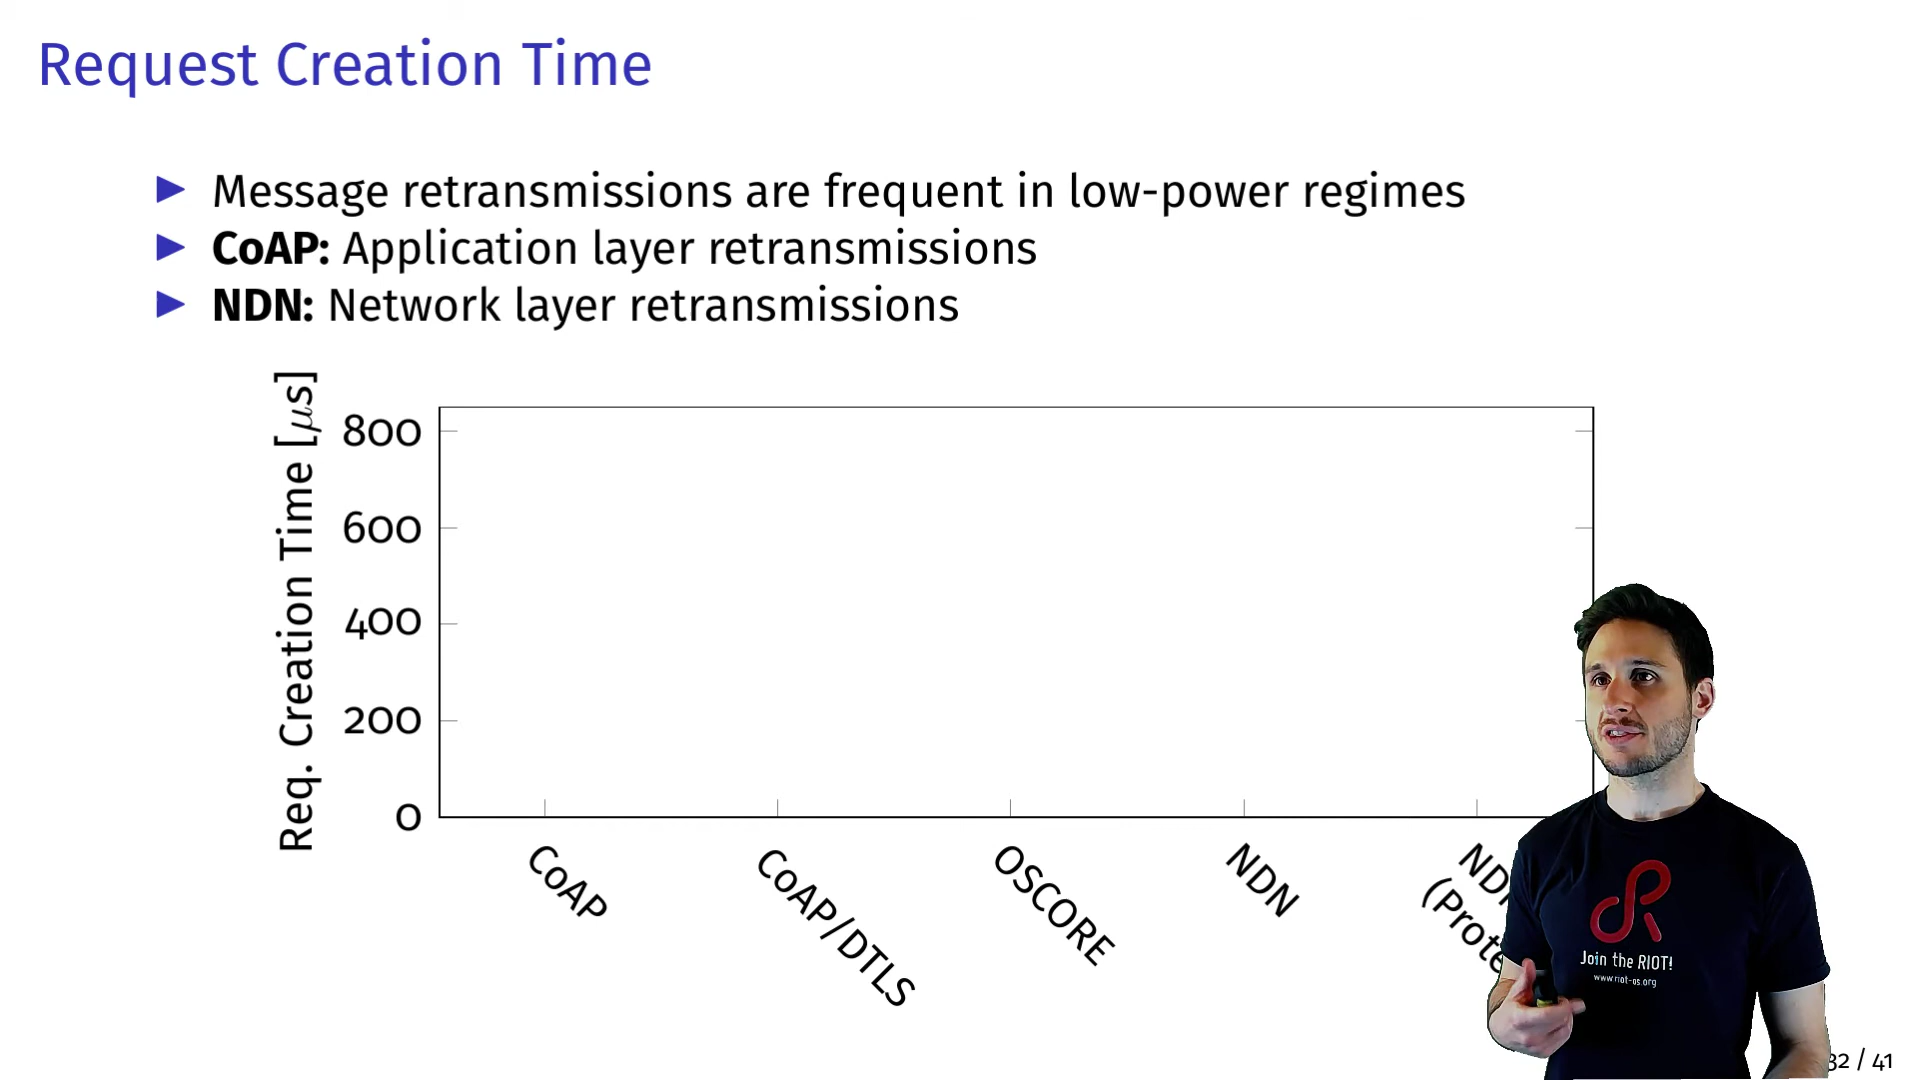 Request Creation Time
▶ Message retransmissions are frequent in low-power regimes
▶ CoAP: Application layer retransmissions
▶ NDN: Network layer retransmissions
Req. Creation Time [μs]
800
600
400
200
0
CoAP
CoAP/DTLS
OSCORE
NDN
Join the RIOT!
www.riot-os.org
32 / 41